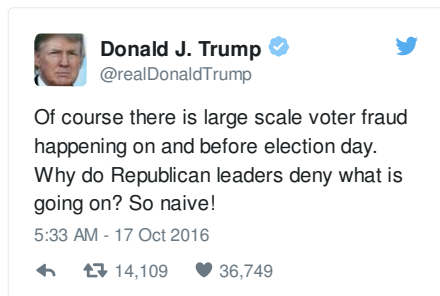 Donald J. Trump
@realDonaldTrump
Of course there is large scale voter fraud
happening on and before election day.
Why do Republican leaders deny what is
going on? So naive!
5:33 AM - 17 Oct 2016
14,109 36,749